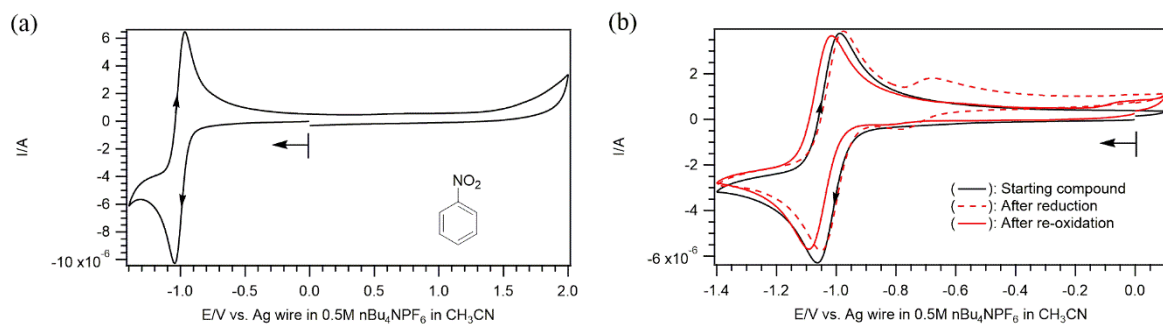 (a)
6
4
2
0
-2
-4
-6
-8
-10 x10⁻⁶
I/A
-1.0
-0.5
0.0
0.5
1.0
1.5
2.0
E/V vs. Ag wire in 0.5M nBu₄NPF₆ in CH₃CN
NO₂
(b)
2
0
-2
-4
-6 x10⁻⁶
I/A
-1.4
-1.2
-1.0
-0.8
-0.6
-0.4
-0.2
0.0
0.1
E/V vs. Ag wire in 0.5M nBu₄NPF₆ in CH₃CN
( ): Starting compound
( ): After reduction
( ): After re-oxidation